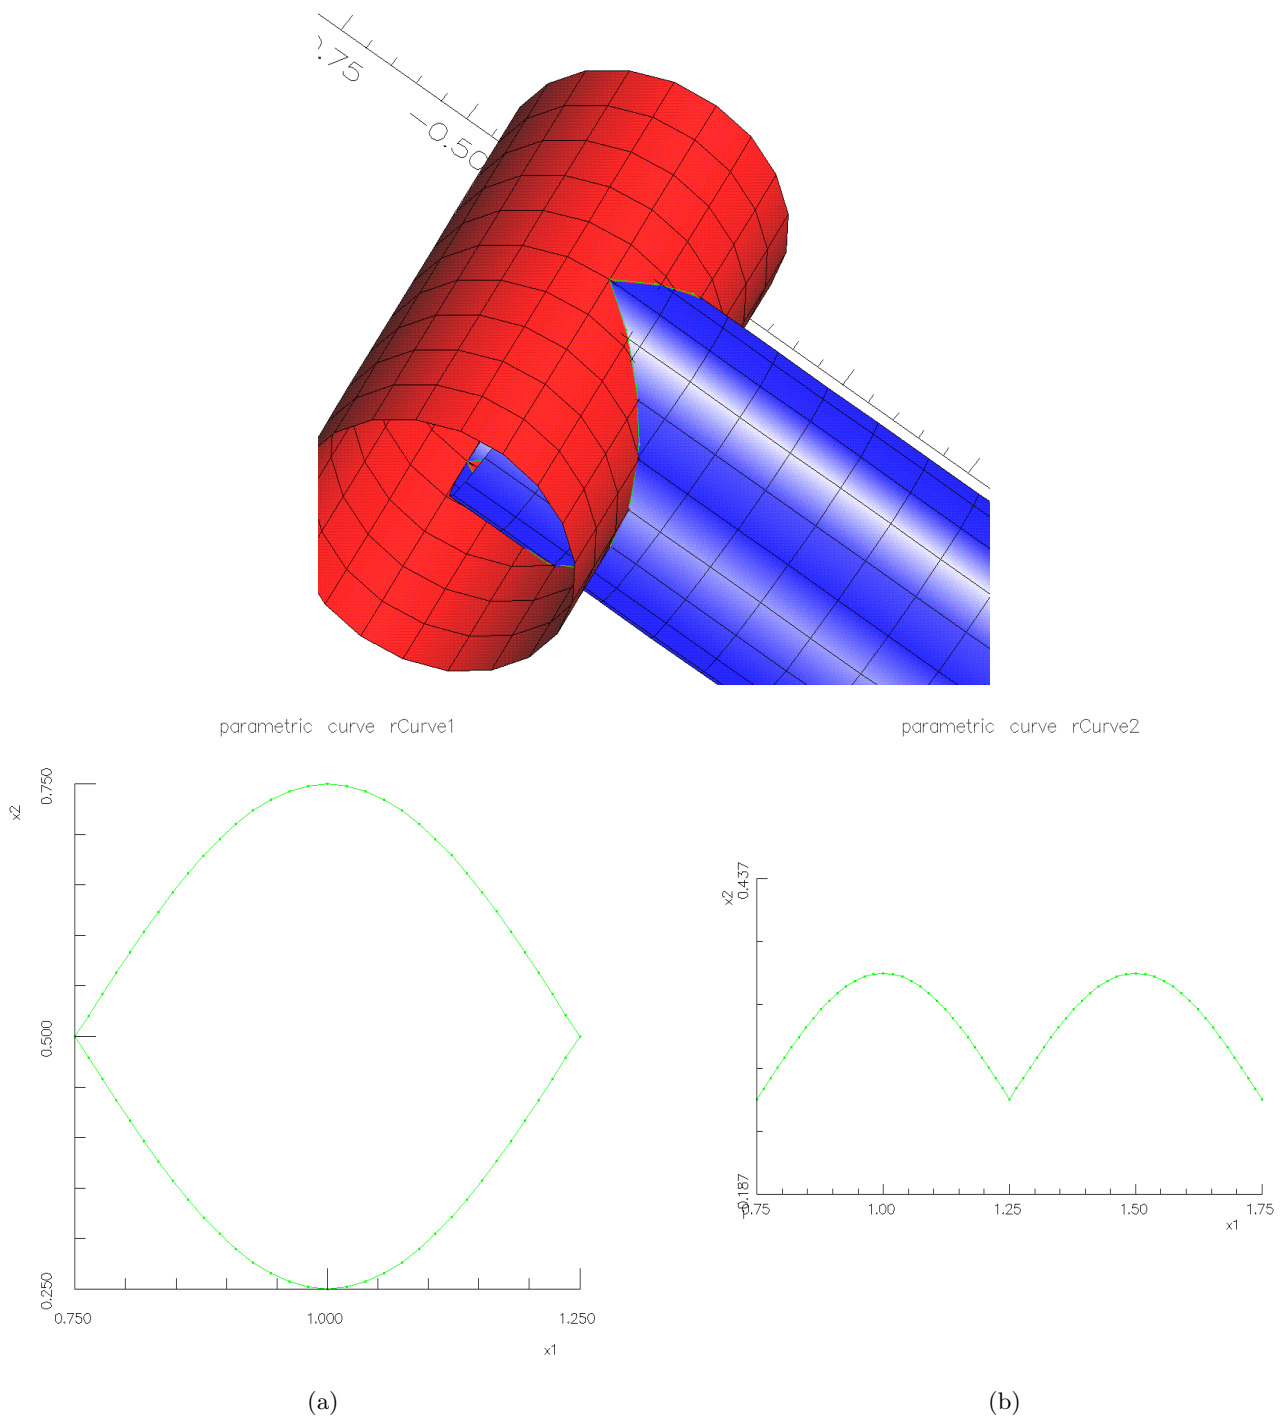 .75
-0.50
parametric curve rCurve1
parametric curve rCurve2
0.750
x2
0.500
0.250
0.750 1.000 1.250
x1
0.437
x2
0.187
0.75 1.00 1.25 1.50 1.75
x1
(a)
(b)